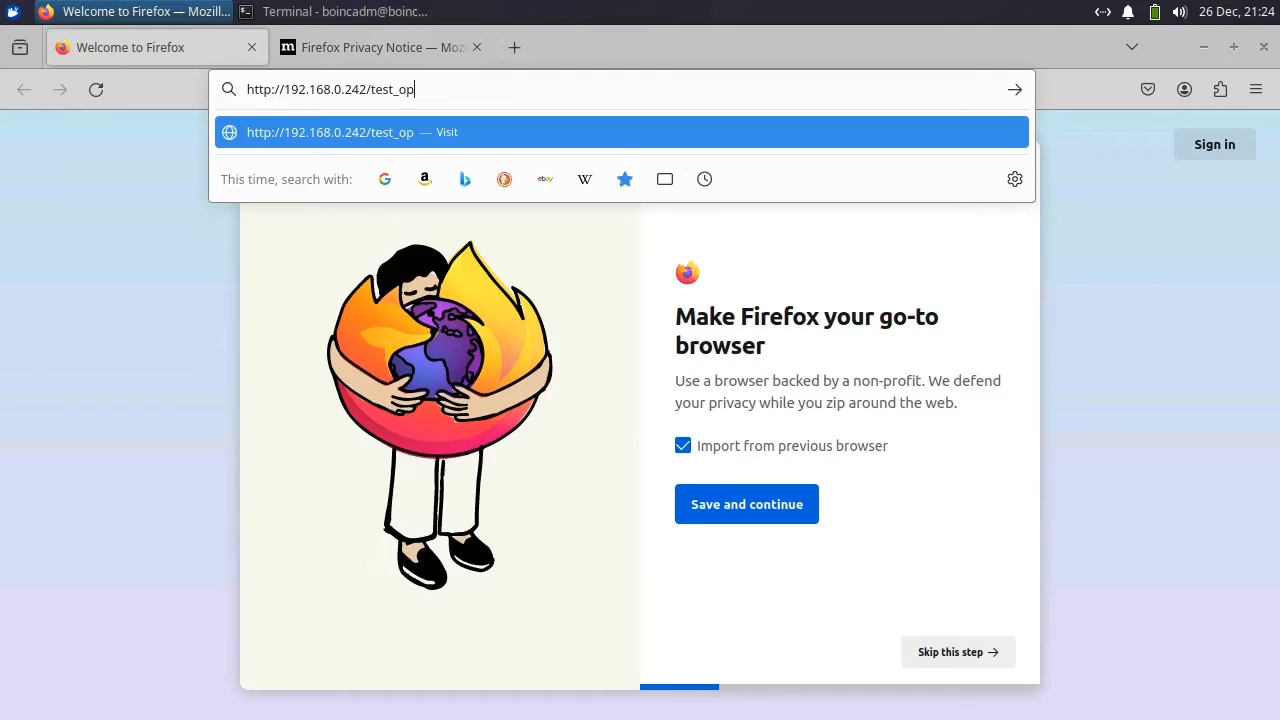 Welcome to Firefox — Mozill...
Terminal - boincadm@boinc...
26 Dec, 21:24
Welcome to Firefox
Firefox Privacy Notice — Moz
http://192.168.0.242/test_op
http://192.168.0.242/test_op — Visit
This time, search with:
ebay
W
Sign in
Make Firefox your go-to
browser
Use a browser backed by a non-profit. We defend
your privacy while you zip around the web.
Import from previous browser
Save and continue
Skip this step